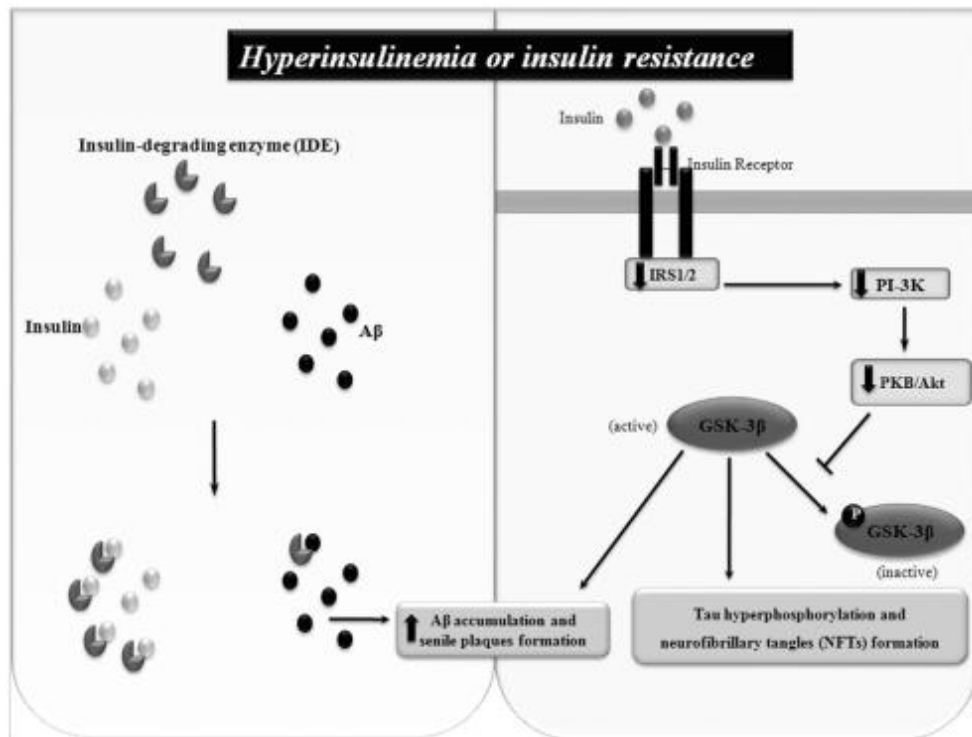 Hyperinsulinemia or insulin resistance
Insulin-degrading enzyme (IDE)
Insulin
Aβ
Insulin
Insulin Receptor
IRS1/2
PI-3K
PKB/Akt
(active)
GSK-3β
P
GSK-3β
(inactive)
Aβ accumulation and
senile plaques formation
Tau hyperphosphorylation and
neurofibrillary tangles (NFTs) formation